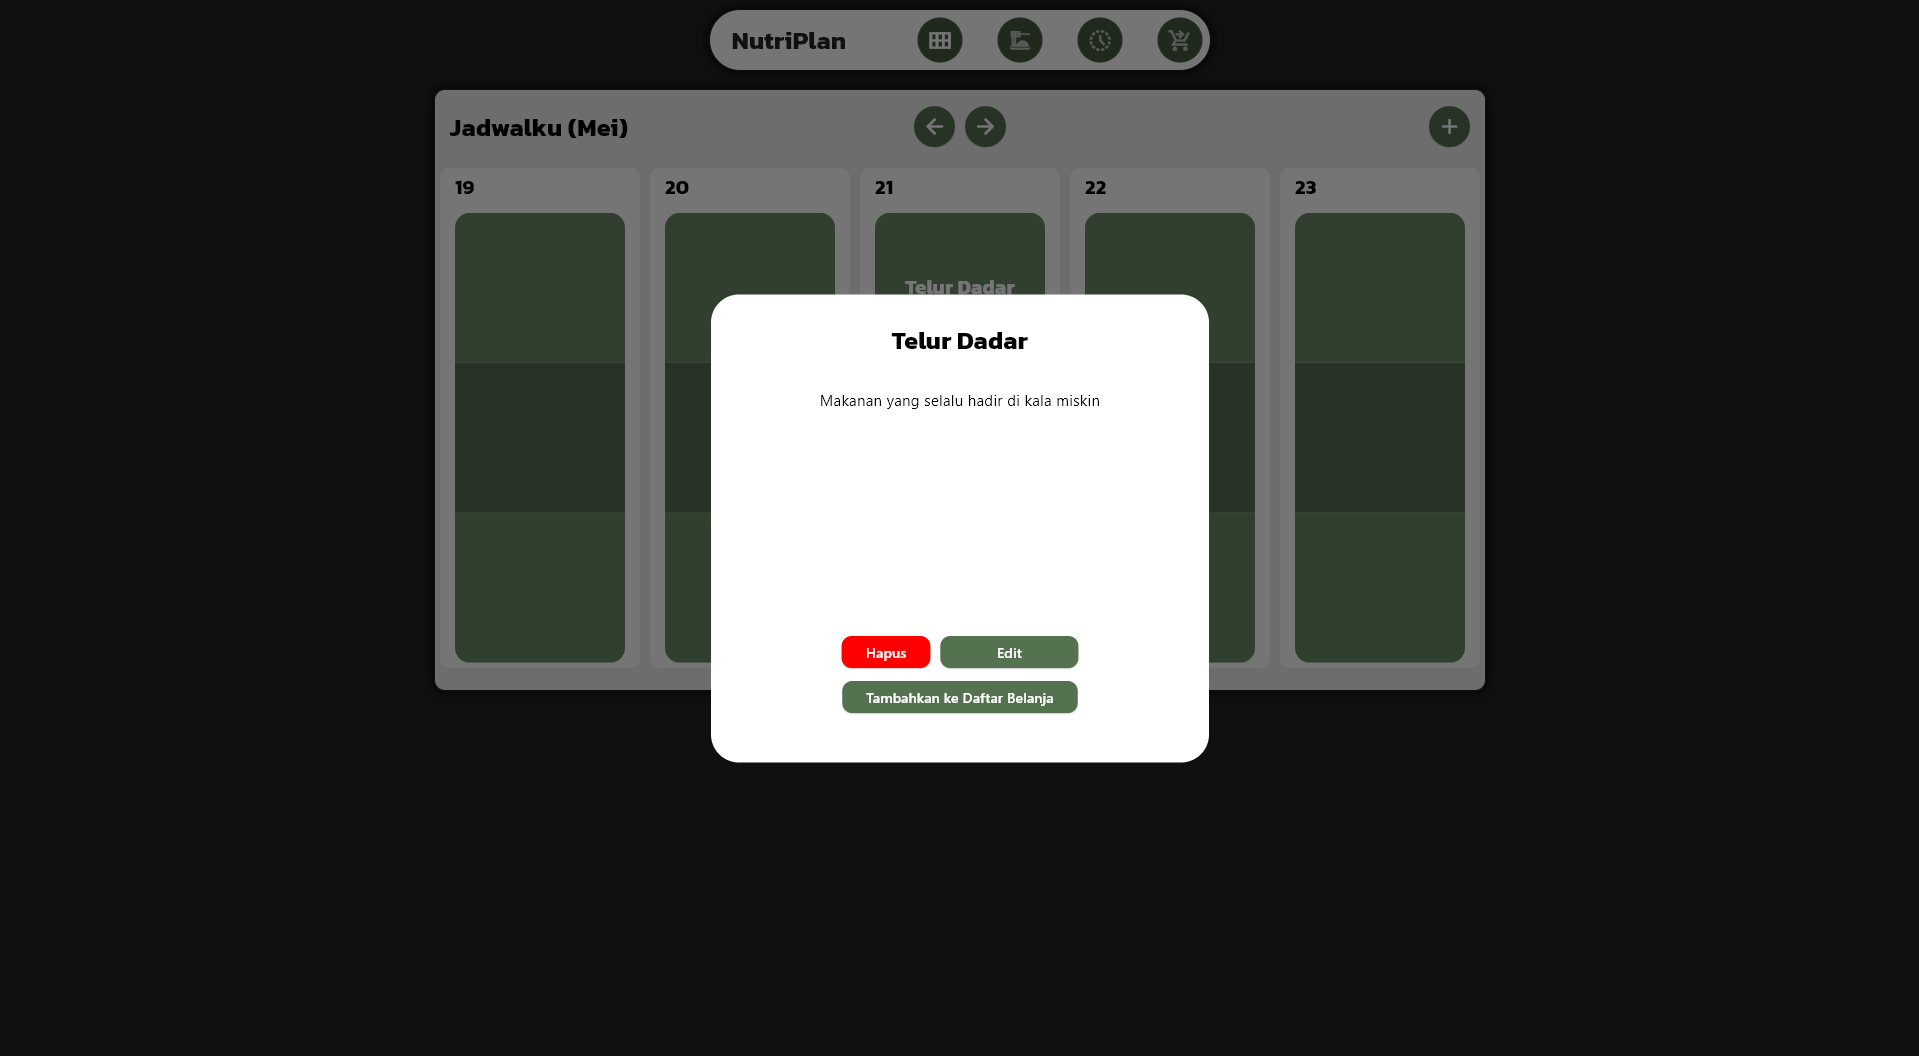 NutriPlan
Jadwalku (Mei)
19
20
21
22
23
Telur Dadar
Telur Dadar
Makanan yang selalu hadir di kala miskin
Hapus
Edit
Tambahkan ke Daftar Belanja